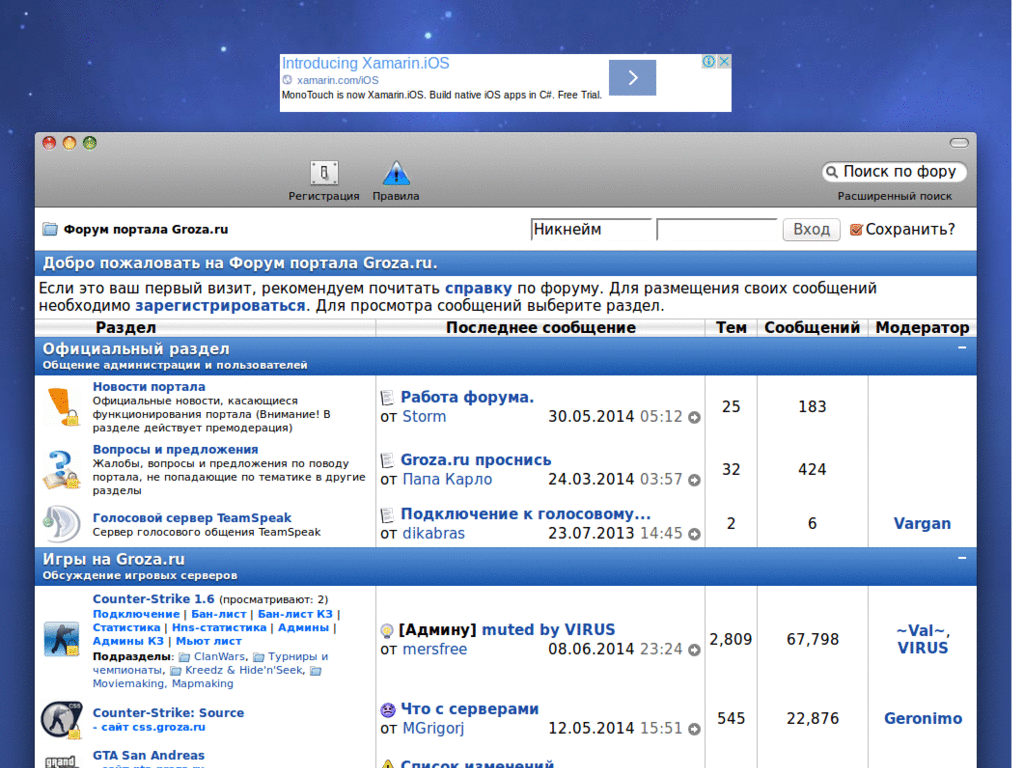 Introducing Xamarin.iOS
xamarin.com/iOS
MonoTouch is now Xamarin.iOS. Build native iOS apps in C#. Free Trial.
Регистрация
Правила
Поиск по фору
Расширенный поиск
Форум портала Groza.ru
Никнейм
Вход
Сохранить?
Добро пожаловать на Форум портала Groza.ru.
Если это ваш первый визит, рекомендуем почитать справку по форуму. Для размещения своих сообщений
необходимо зарегистрироваться. Для просмотра сообщений выберите раздел.
Раздел Последнее сообщение Тем Сообщений Модератор
Официальный раздел
Общение администрации и пользователей
Новости портала
Официальные новости, касающиеся
функционирования портала (Внимание! В
разделе действует премодерация)
Работа форума.
от Storm 30.05.2014 05:12
25 183
Вопросы и предложения
Жалобы, вопросы и предложения по поводу
портала, не попадающие по тематике в другие
разделы
Groza.ru проснись
от Папа Карло 24.03.2014 03:57
32 424
Голосовой сервер TeamSpeak
Сервер голосового общения TeamSpeak
Подключение к голосовому...
от dikabras 23.07.2013 14:45
2 6 Vargan
Игры на Groza.ru
Обсуждение игровых серверов
Counter-Strike 1.6 (просматривают: 2)
Подключение | Бан-лист | Бан-лист КЗ |
Статистика | Hns-статистика | Админы |
Админы КЗ | Мьют лист
Подразделы: ClanWars, Турниры и
чемпионаты, Kreedz & Hide'n'Seek,
Moviemaking, Mapmaking
[Админу] muted by VIRUS
от mersfree 08.06.2014 23:24
2,809 67,798 ~Val~,
VIRUS
CSS
Counter-Strike: Source
- сайт css.groza.ru
Что с серверами
от MGrigorj 12.05.2014 15:51
545 22,876 Geronimo
grand
GTA San Andreas
Список изменений